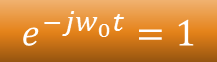 e^{-jw_0t} = 1